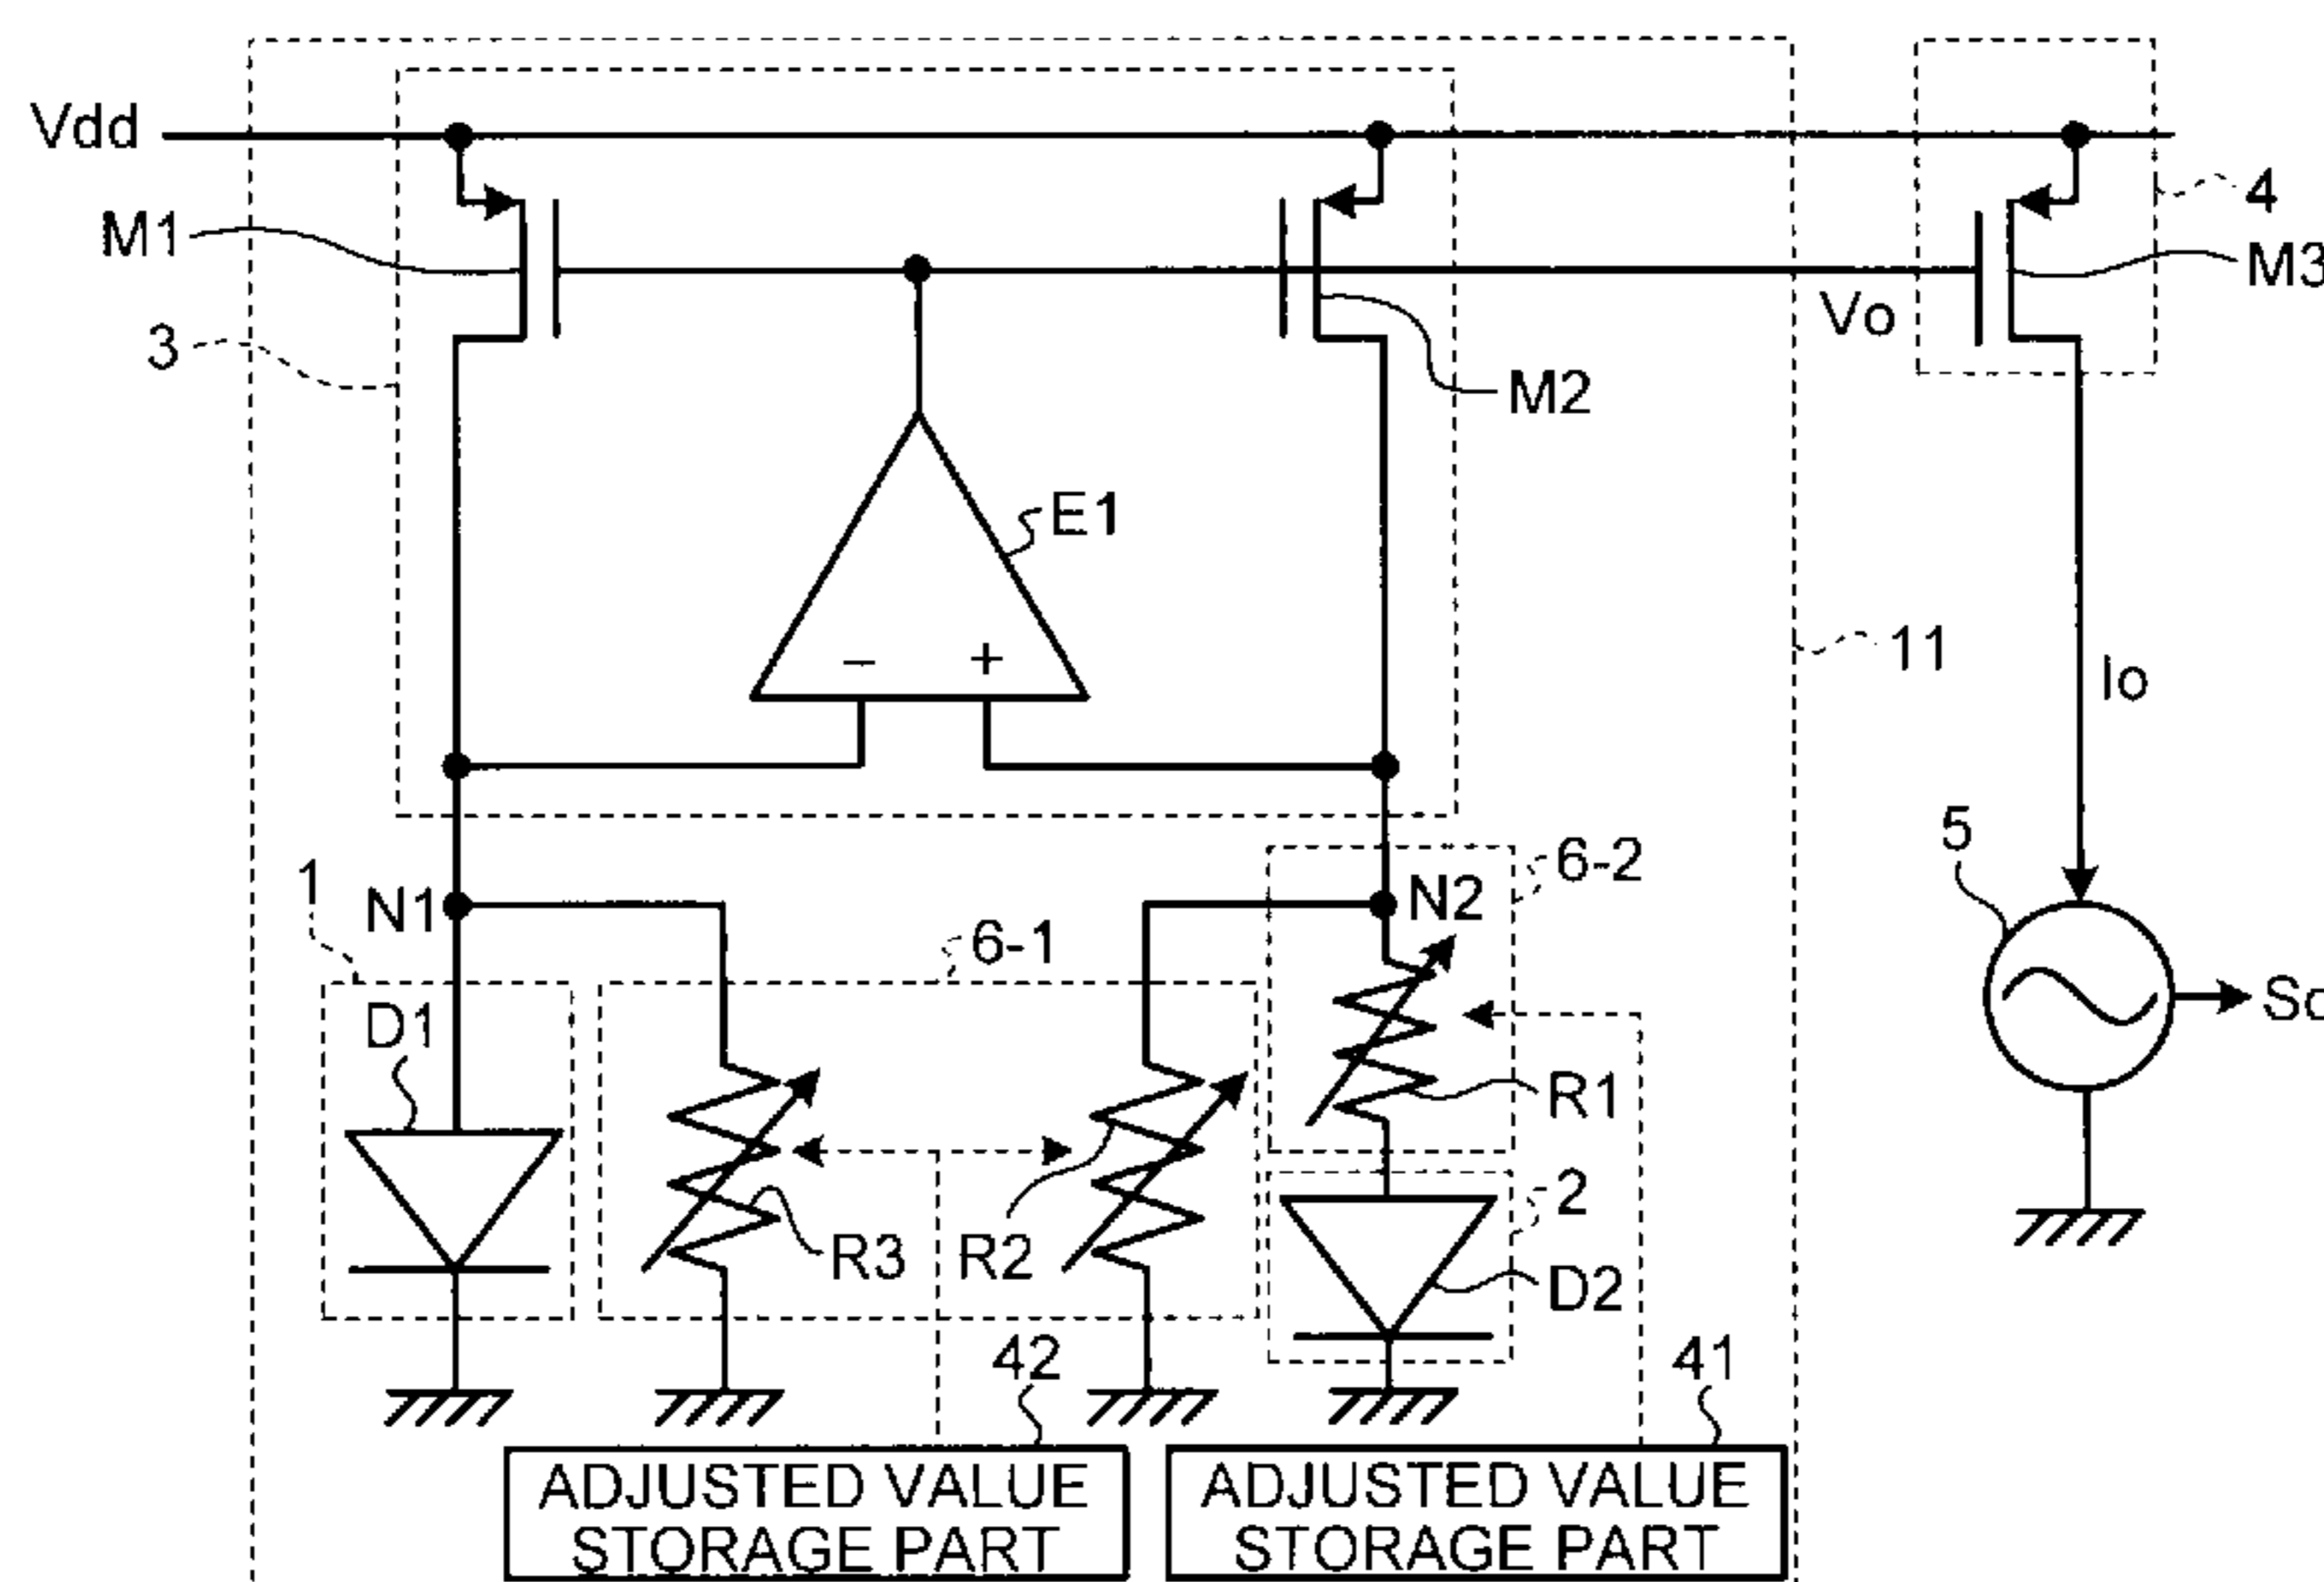 Vdd
M1
4
M3
Vo
3
M2
E1
−
+
11
Io
5
1
N1
6-1
6-2
N2
D1
R1
R3
R2
2
D2
42
41
ADJUSTED VALUE
STORAGE PART
ADJUSTED VALUE
STORAGE PART